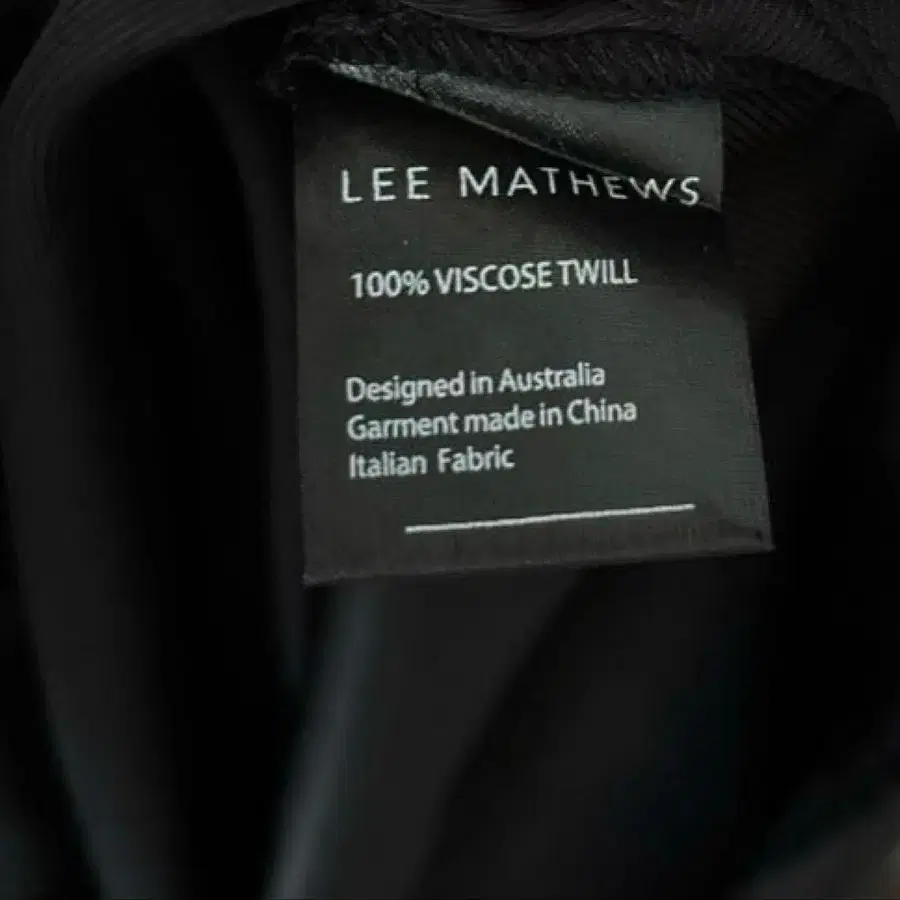 LEE MATHEWS
100% VISCOSE TWILL
Designed in Australia
Garment made in China
Italian Fabric